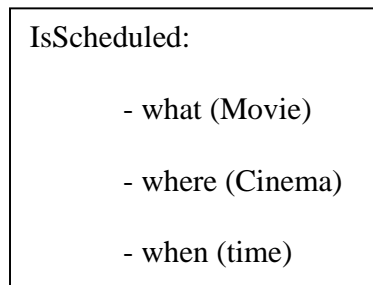 IsScheduled:
- what (Movie)
- where (Cinema)
- when (time)